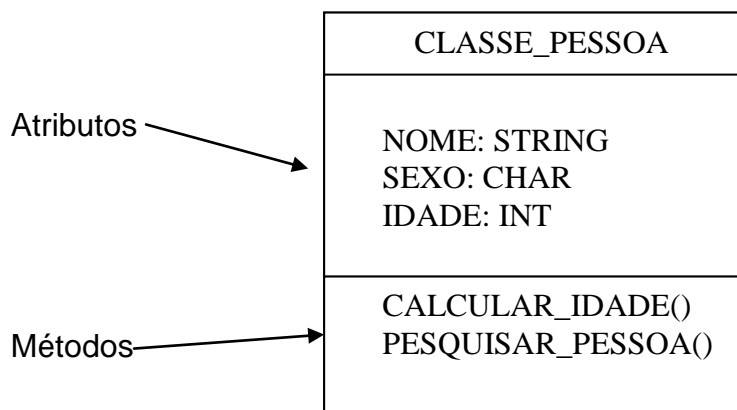 CLASSE_PESSOA
Atributos
NOME: STRING
SEXO: CHAR
IDADE: INT
CALCULAR_IDADE()
Métodos
PESQUISAR_PESSOA()